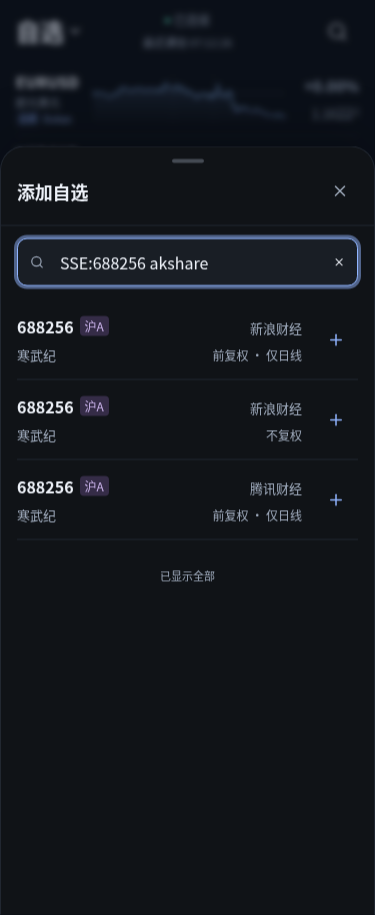 自选
EURUSD
添加自选
SSE:688256 akshare
688256 沪A 新浪财经
寒武纪 前复权 · 仅日线
688256 沪A 新浪财经
寒武纪 不复权
688256 沪A 腾讯财经
寒武纪 前复权 · 仅日线
已显示全部